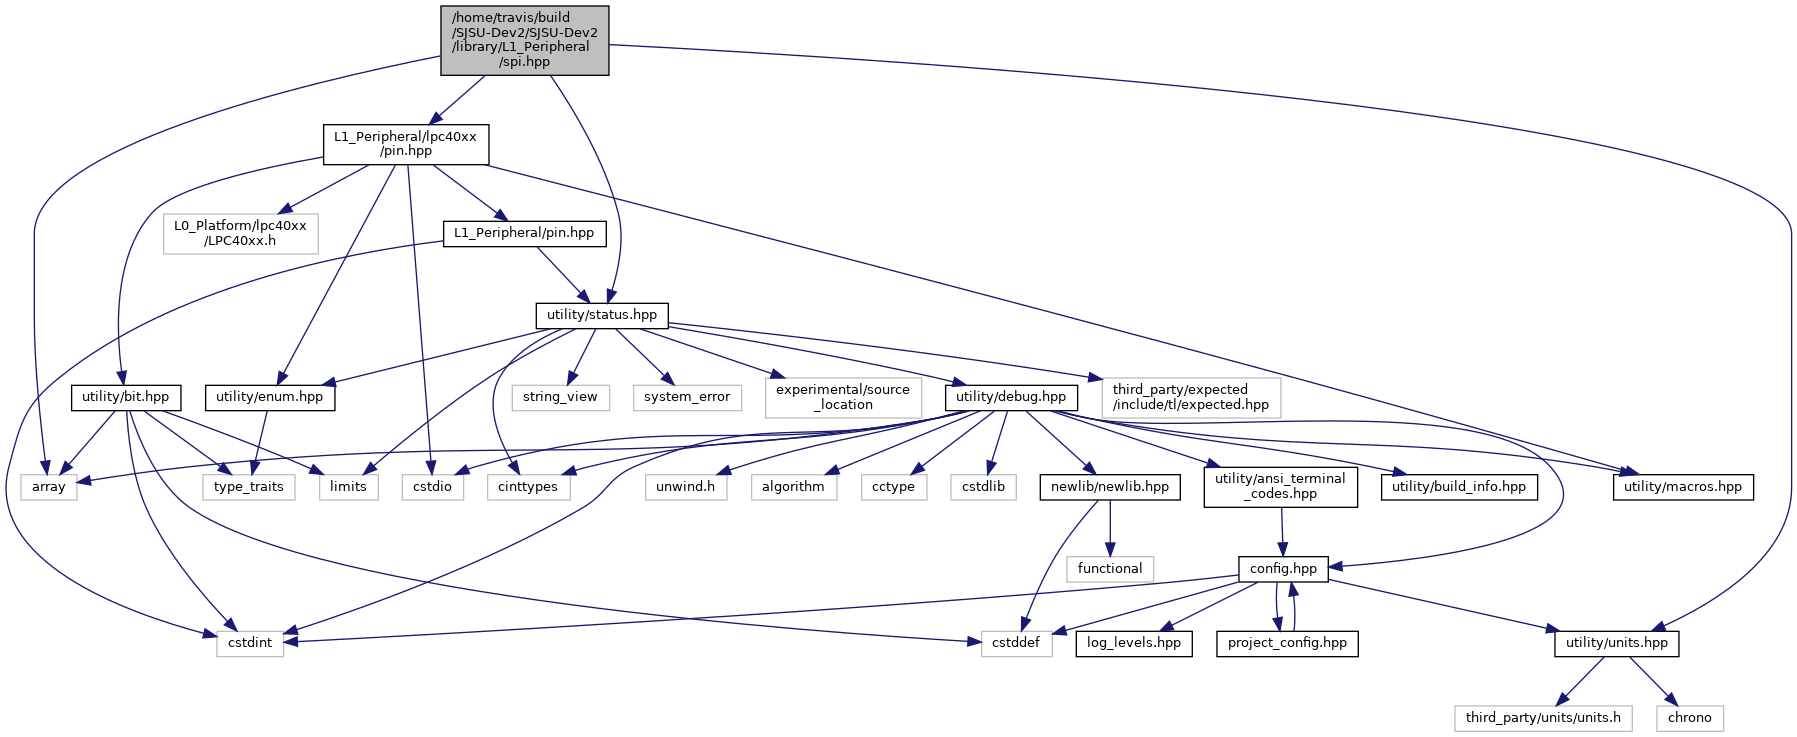 /home/travis/build
/SJSU-Dev2/SJSU-Dev2
/library/L1_Peripheral
/spi.hpp
L1_Peripheral/lpc40xx
/pin.hpp
L0_Platform/lpc40xx
/LPC40xx.h
L1_Peripheral/pin.hpp
utility/status.hpp
utility/bit.hpp
utility/enum.hpp
string_view
system_error
experimental/source
_location
utility/debug.hpp
third_party/expected
/include/tl/expected.hpp
array
type_traits
limits
cstdio
cinttypes
unwind.h
algorithm
cctype
cstdlib
newlib/newlib.hpp
utility/ansi_terminal
_codes.hpp
utility/build_info.hpp
utility/macros.hpp
functional
config.hpp
cstdint
cstddef
log_levels.hpp
project_config.hpp
utility/units.hpp
third_party/units/units.h
chrono